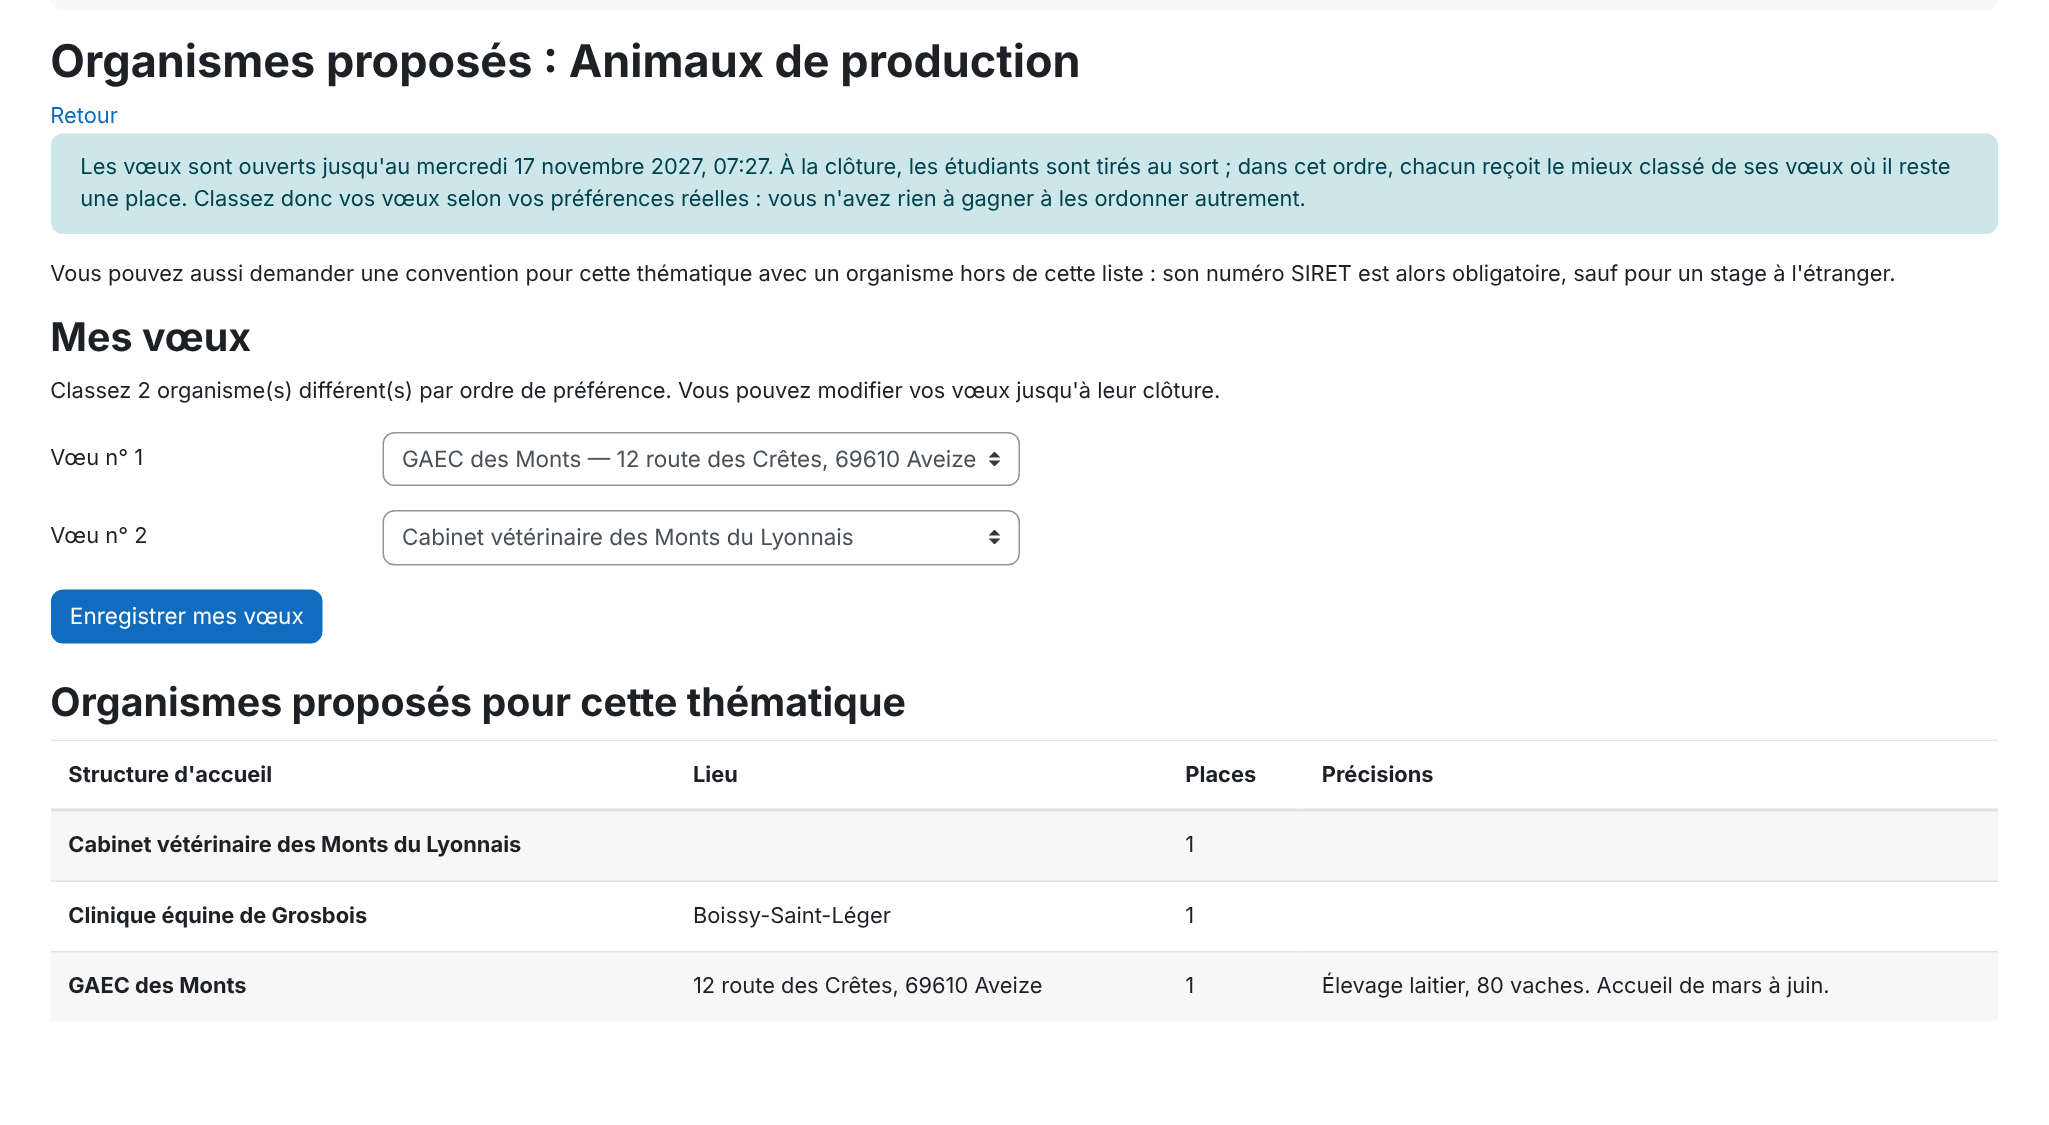 Organismes proposés : Animaux de production
Retour
Les vœux sont ouverts jusqu'au mercredi 17 novembre 2027, 07:27. À la clôture, les étudiants sont tirés au sort ; dans cet ordre, chacun reçoit le mieux classé de ses vœux où il reste
une place. Classez donc vos vœux selon vos préférences réelles : vous n'avez rien à gagner à les ordonner autrement.
Vous pouvez aussi demander une convention pour cette thématique avec un organisme hors de cette liste : son numéro SIRET est alors obligatoire, sauf pour un stage à l'étranger.
Mes vœux
Classez 2 organisme(s) différent(s) par ordre de préférence. Vous pouvez modifier vos vœux jusqu'à leur clôture.
Vœu n° 1 GAEC des Monts — 12 route des Crêtes, 69610 Aveize
Vœu n° 2 Cabinet vétérinaire des Monts du Lyonnais
Enregistrer mes vœux
Organismes proposés pour cette thématique
Structure d'accueil Lieu Places Précisions
Cabinet vétérinaire des Monts du Lyonnais 1
Clinique équine de Grosbois Boissy-Saint-Léger 1
GAEC des Monts 12 route des Crêtes, 69610 Aveize 1 Élevage laitier, 80 vaches. Accueil de mars à juin.